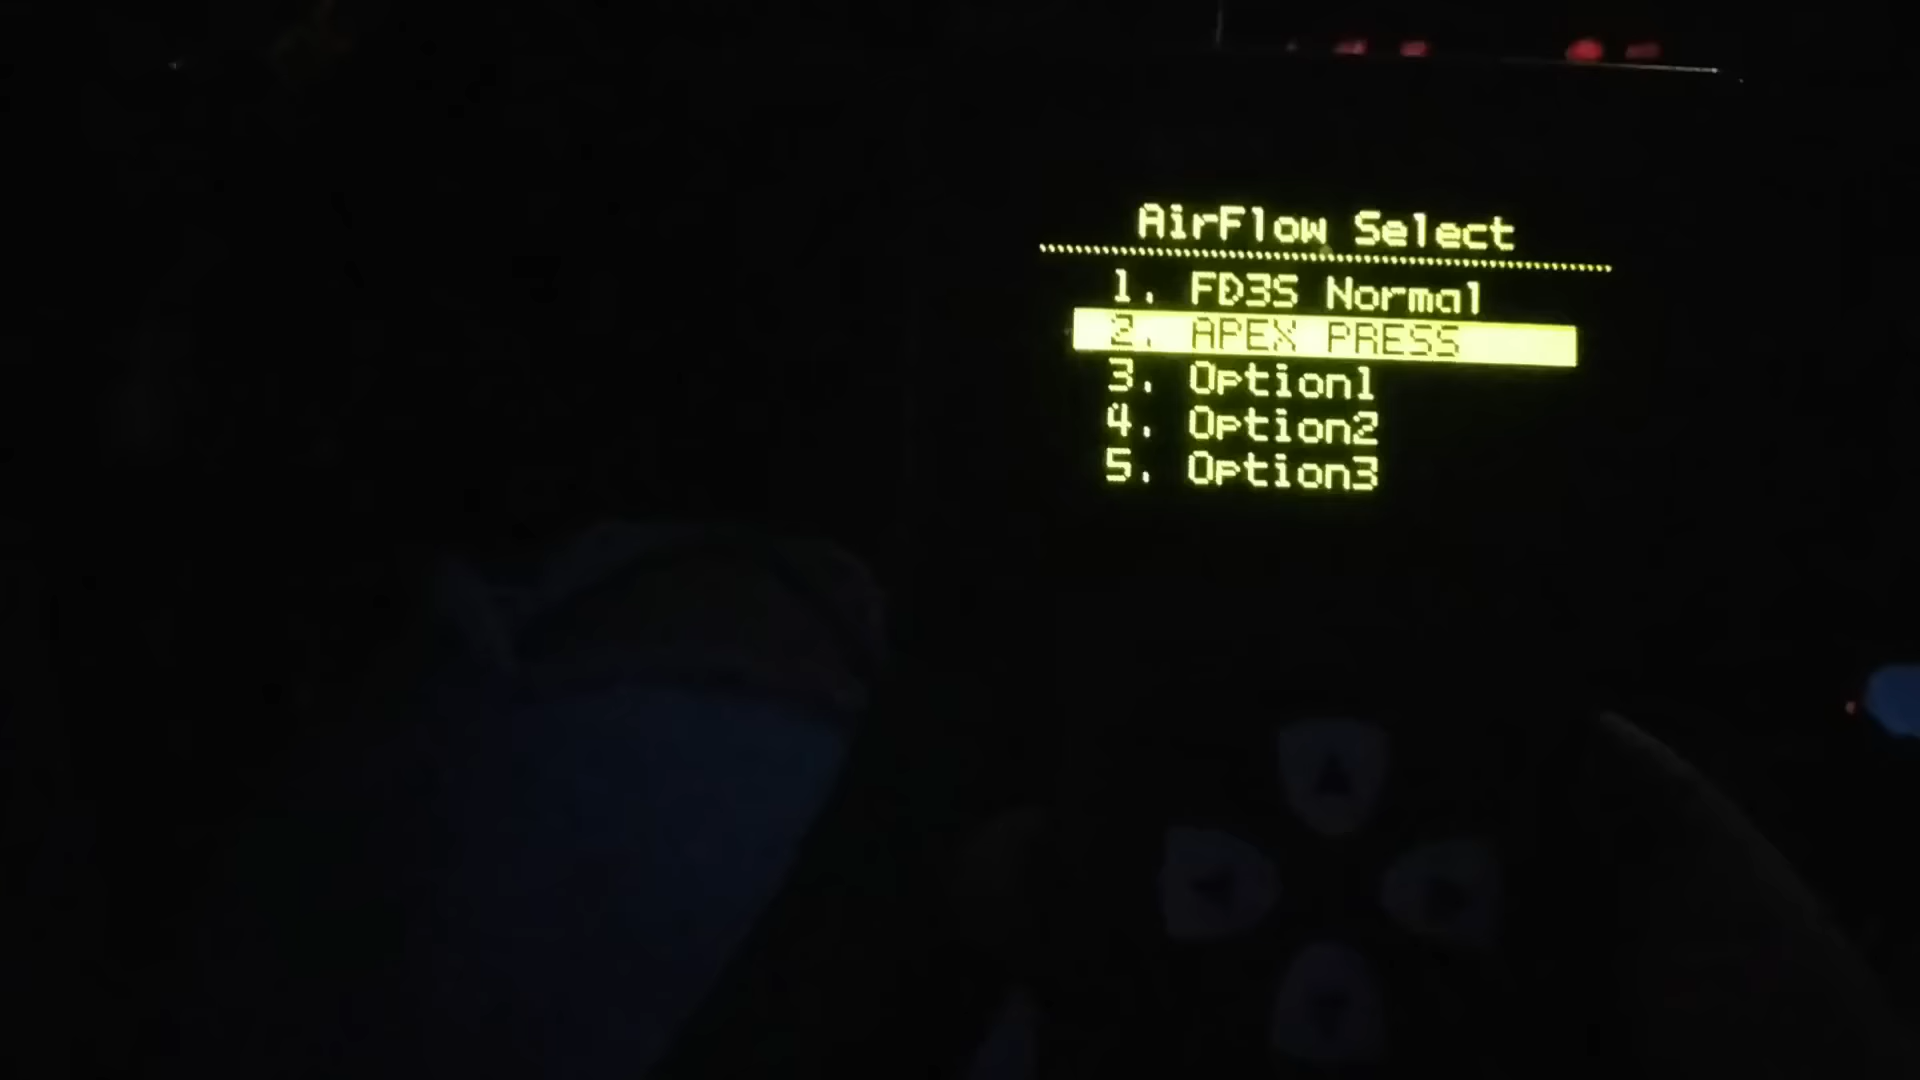 AirFlow Select
1. FD3S Normal
2. APEX PRESS
3. Option1
4. Option2
5. Option3